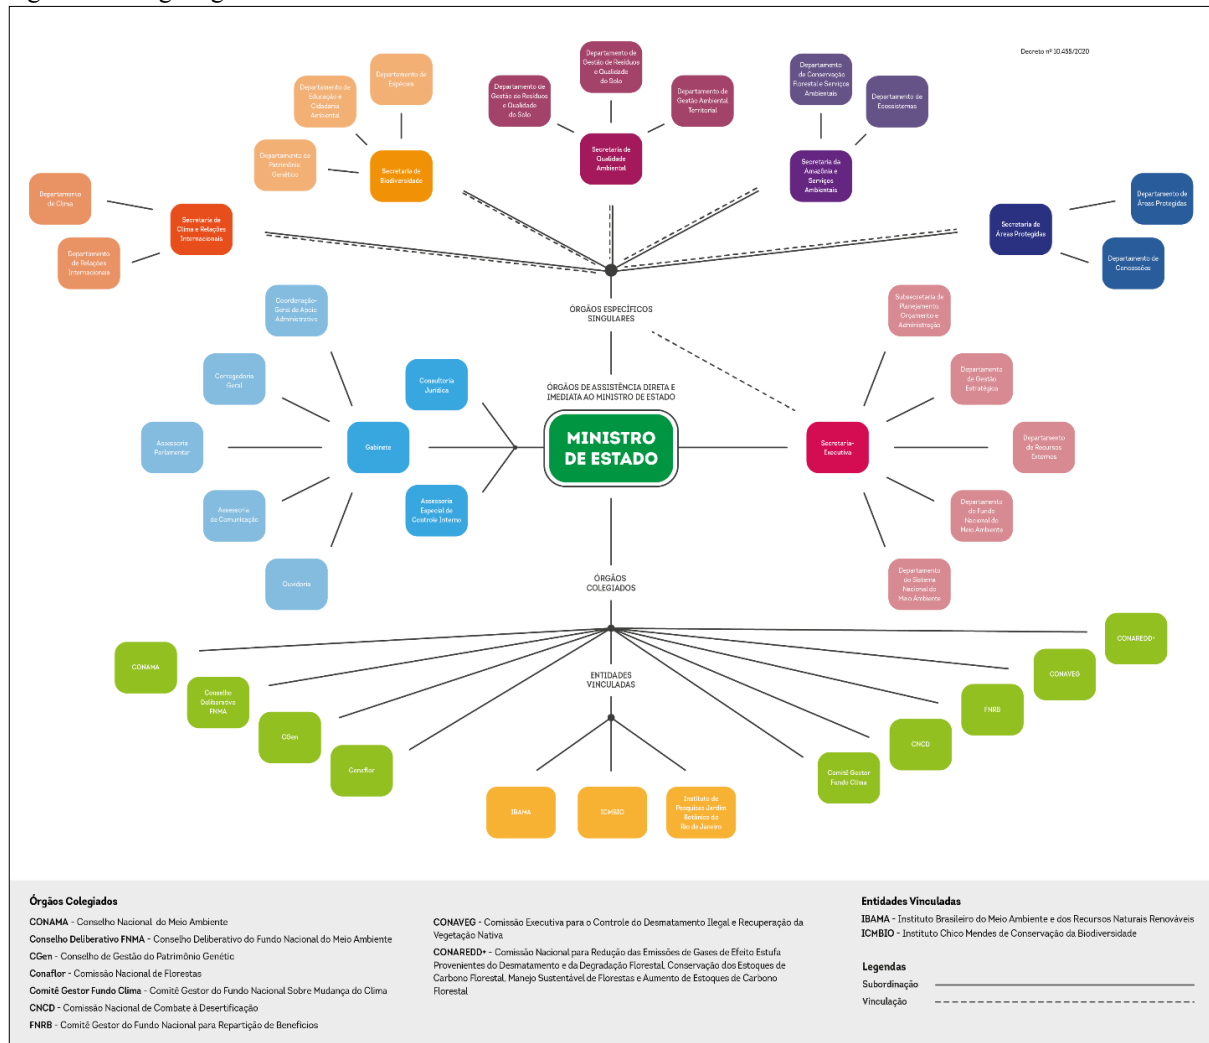 Decreto nº 10.455/2020
Departamento de
Gestão de Resíduos
e Qualidade
do Solo
Departamento de
Gestão de Resíduos
e Qualidade
do Solo
Departamento de
Gestão Ambiental
Territorial
Secretaria de
Qualidade
Ambiental
Departamento de
Espécies
Departamento de
Educação e
Cidadania
Ambiental
Departamento de
Patrimônio
Genético
Secretaria de
Biodiversidade
Departamento
de Conservação
Florestal e Serviços
Ambientais
Departamento de
Ecossistemas
Secretaria da
Amazônia e
Serviços
Ambientais
Departamento
de Clima
Departamento
de Relações
Internacionais
Secretaria de
Clima e Relações
Internacionais
Secretaria de
Áreas Protegidas
Departamento de
Áreas Protegidas
Departamento de
Concessões
ÓRGÃOS ESPECÍFICOS
SINGULARES
ÓRGÃOS DE ASSISTÊNCIA DIRETA E
IMEDIATA AO MINISTRO DE ESTADO
MINISTRO
DE ESTADO
Coordenação-
Geral de Apoio
Administrativo
Corregedoria
Geral
Assessoria
Parlamentar
Assessoria
de Comunicação
Ouvidoria
Gabinete
Consultoria
Jurídica
Assessoria
Especial de
Controle Interno
Secretaria-
Executiva
Subsecretaria de
Planejamento,
Orçamento e
Administração
Departamento
de Gestão
Estratégica
Departamento
de Recursos
Externos
Departamento
do Fundo
Nacional do
Meio Ambiente
Departamento
do Sistema
Nacional do
Meio Ambiente
ÓRGÃOS
COLEGIADOS
CONAMA
Conselho
Deliberativo
FNMA
CGen
Conaflor
Comitê Gestor
Fundo Clima
CNCD
FNRB
CONAVEG
CONAREDD+
ENTIDADES
VINCULADAS
IBAMA
ICMBIO
Instituto de
Pesquisas Jardim
Botânico do
Rio de Janeiro
Órgãos Colegiados
CONAMA - Conselho Nacional do Meio Ambiente
Conselho Deliberativo FNMA - Conselho Deliberativo do Fundo Nacional do Meio Ambiente
CGen - Conselho de Gestão do Patrimônio Genétic
Conaflor - Comissão Nacional de Florestas
Comitê Gestor Fundo Clima - Comitê Gestor do Fundo Nacional Sobre Mudança do Clima
CNCD - Comissão Nacional de Combate à Desertificação
FNRB - Comitê Gestor do Fundo Nacional para Repartição de Benefícios
CONAVEG - Comissão Executiva para o Controle do Desmatamento Ilegal e Recuperação da
Vegetação Nativa
CONAREDD+ - Comissão Nacional para Redução das Emissões de Gases de Efeito Estufa
Provenientes do Desmatamento e da Degradação Florestal, Conservação dos Estoques de
Carbono Florestal, Manejo Sustentável de Florestas e Aumento de Estoques de Carbono
Florestal
Entidades Vinculadas
IBAMA - Instituto Brasileiro do Meio Ambiente e dos Recursos Naturais Renováveis
ICMBIO - Instituto Chico Mendes de Conservação da Biodiversidade
Legendas
Subordinação
Vinculação